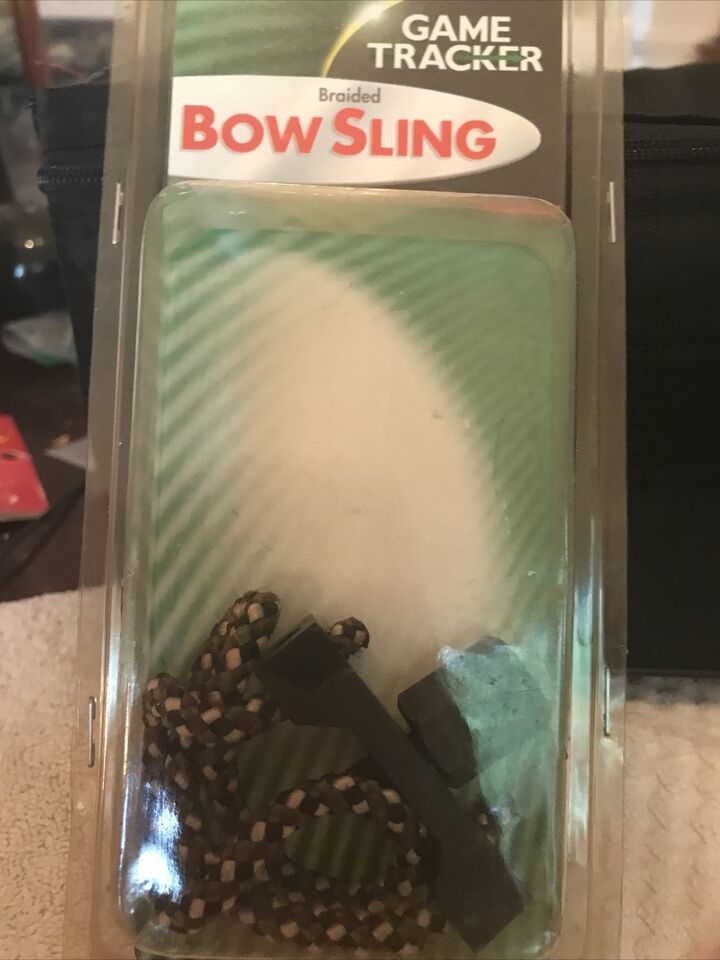 GAME
TRACKER
Braided
BOW SLING